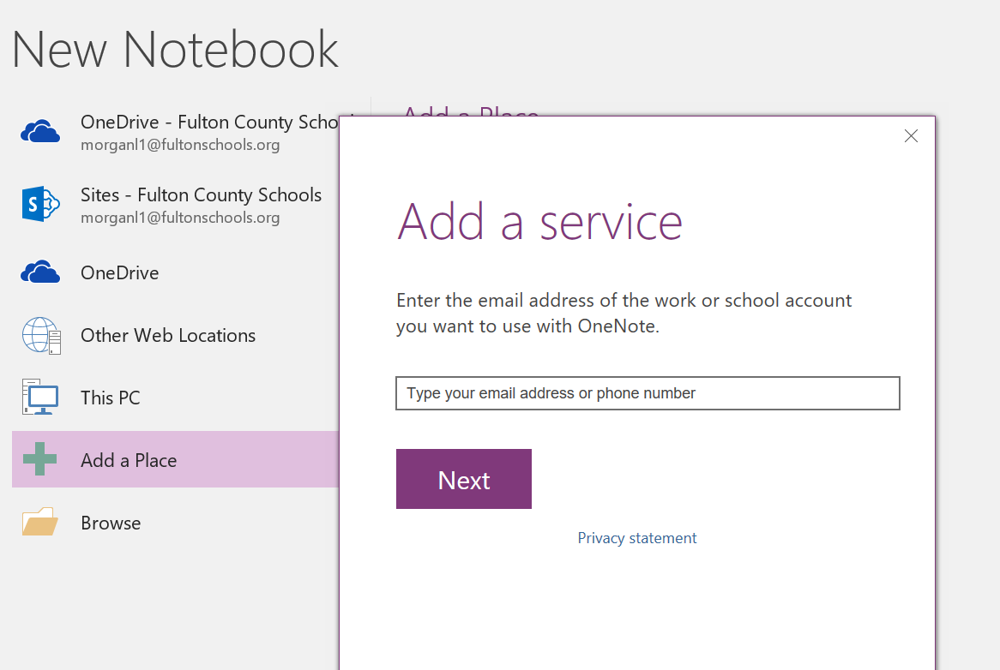 New Notebook
OneDrive - Fulton County Scho
morganl1@fultonschools.org
Sites - Fulton County Schools
morganl1@fultonschools.org
OneDrive
Other Web Locations
This PC
Add a Place
Browse
Add a Place
Add a service
Enter the email address of the work or school account
you want to use with OneNote.
Type your email address or phone number
Next
Privacy statement